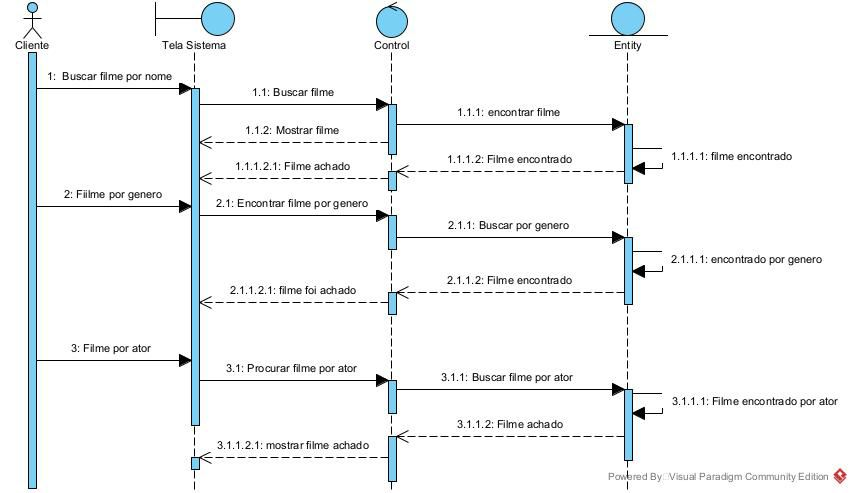 Cliente
Tela Sistema
Control
Entity
1: Buscar filme por nome
1.1: Buscar filme
1.1.1: encontrar filme
1.1.2: Mostrar filme
1.1.1.1: filme encontrado
1.1.1.2: Filme encontrado
1.1.1.2.1: Filme achado
2: Fiilme por genero
2.1: Encontrar filme por genero
2.1.1: Buscar por genero
2.1.1.1: encontrado por genero
2.1.1.2: Filme encontrado
2.1.1.2.1: filme foi achado
3: Filme por ator
3.1: Procurar filme por ator
3.1.1: Buscar filme por ator
3.1.1.1: Filme encontrado por ator
3.1.1.2: Filme achado
3.1.1.2.1: mostrar filme achado
Powered By Visual Paradigm Community Edition